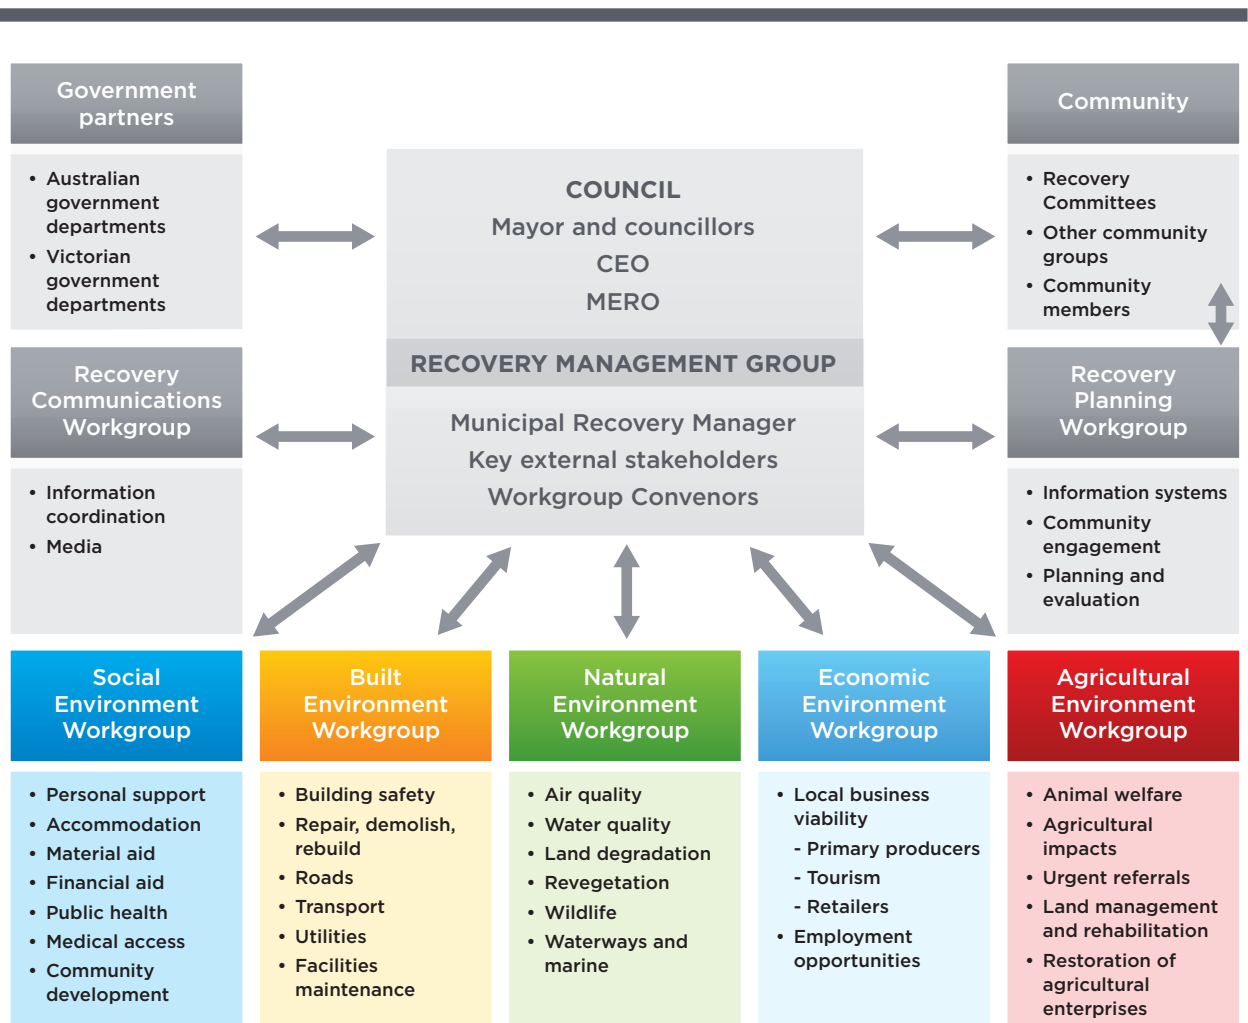 Government
partners
• Australian
government
departments
• Victorian
government
departments
COUNCIL
Mayor and councillors
CEO
MERO
RECOVERY MANAGEMENT GROUP
Municipal Recovery Manager
Key external stakeholders
Workgroup Convenors
Community
• Recovery
Committees
• Other community
groups
• Community
members
Recovery
Communications
Workgroup
• Information
coordination
• Media
Recovery
Planning
Workgroup
• Information systems
• Community
engagement
• Planning and
evaluation
Social
Environment
Workgroup
• Personal support
• Accommodation
• Material aid
• Financial aid
• Public health
• Medical access
• Community
development
Built
Environment
Workgroup
• Building safety
• Repair, demolish,
rebuild
• Roads
• Transport
• Utilities
• Facilities
maintenance
Natural
Environment
Workgroup
• Air quality
• Water quality
• Land degradation
• Revegetation
• Wildlife
• Waterways and
marine
Economic
Environment
Workgroup
• Local business
viability
- Primary producers
- Tourism
- Retailers
• Employment
opportunities
Agricultural
Environment
Workgroup
• Animal welfare
• Agricultural
impacts
• Urgent referrals
• Land management
and rehabilitation
• Restoration of
agricultural
enterprises